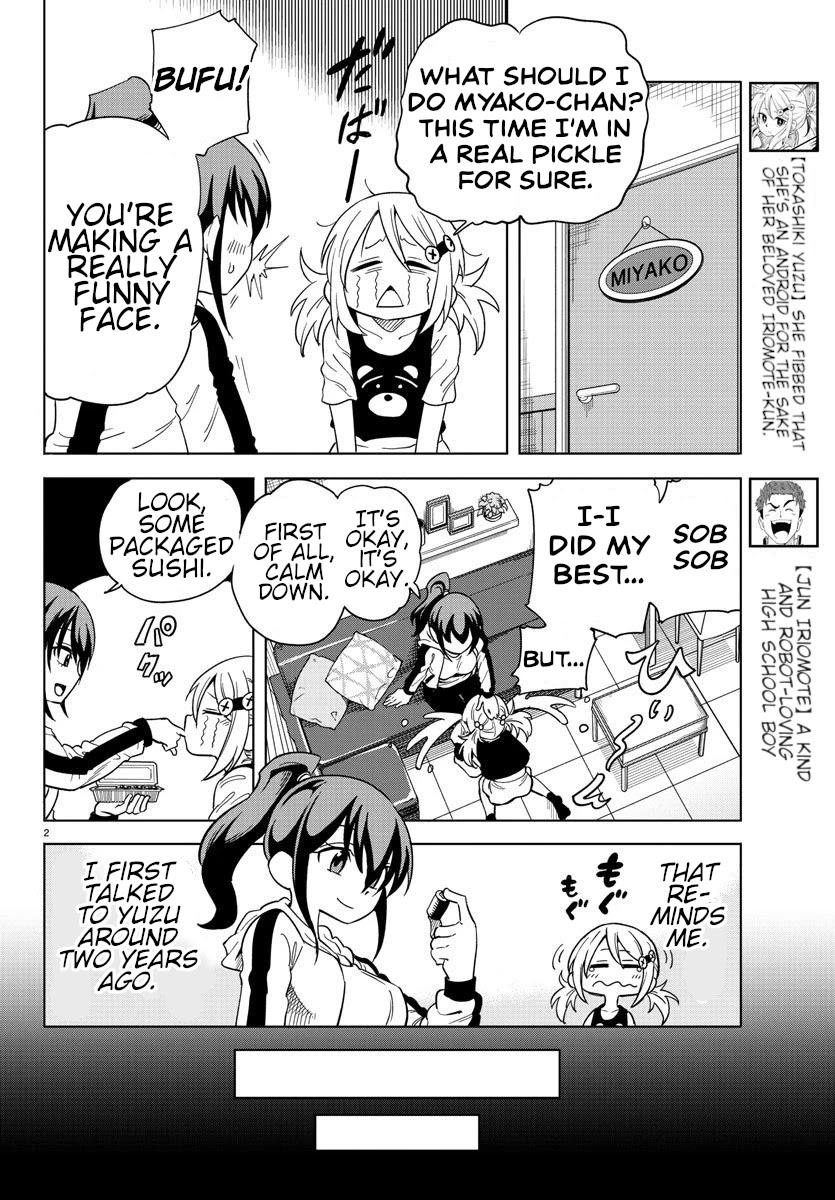 WHAT SHOULD I
DO MYAKO-CHAN?
THIS TIME I'M IN
A REAL PICKLE
FOR SURE.
MIYAKO
だばー
BUFU!
YOU'RE
MAKING A
REALLY
FUNNY
FACE.
[TOKASHIKI YUZU] SHE FIBBED THAT
SHE'S AN ANDROID FOR THE SAKE
OF HER BELOVED IRIOMOTE-KUN.
SOB
SOB
I-I
DID MY
BEST...
BUT...
ひぃーん
IT'S
OKAY,
IT'S
OKAY.
FIRST
OF ALL,
CALM
DOWN.
LOOK,
SOME
PACKAGED
SUSHI.
パク...
[JUN IRIOMOTE] A KIND
AND ROBOT-LOVING
HIGH SCHOOL BOY
2
THAT
RE-
MINDS
ME.
もぐ
もぐ
I FIRST
TALKED
TO YUZU
AROUND
TWO YEARS
AGO.